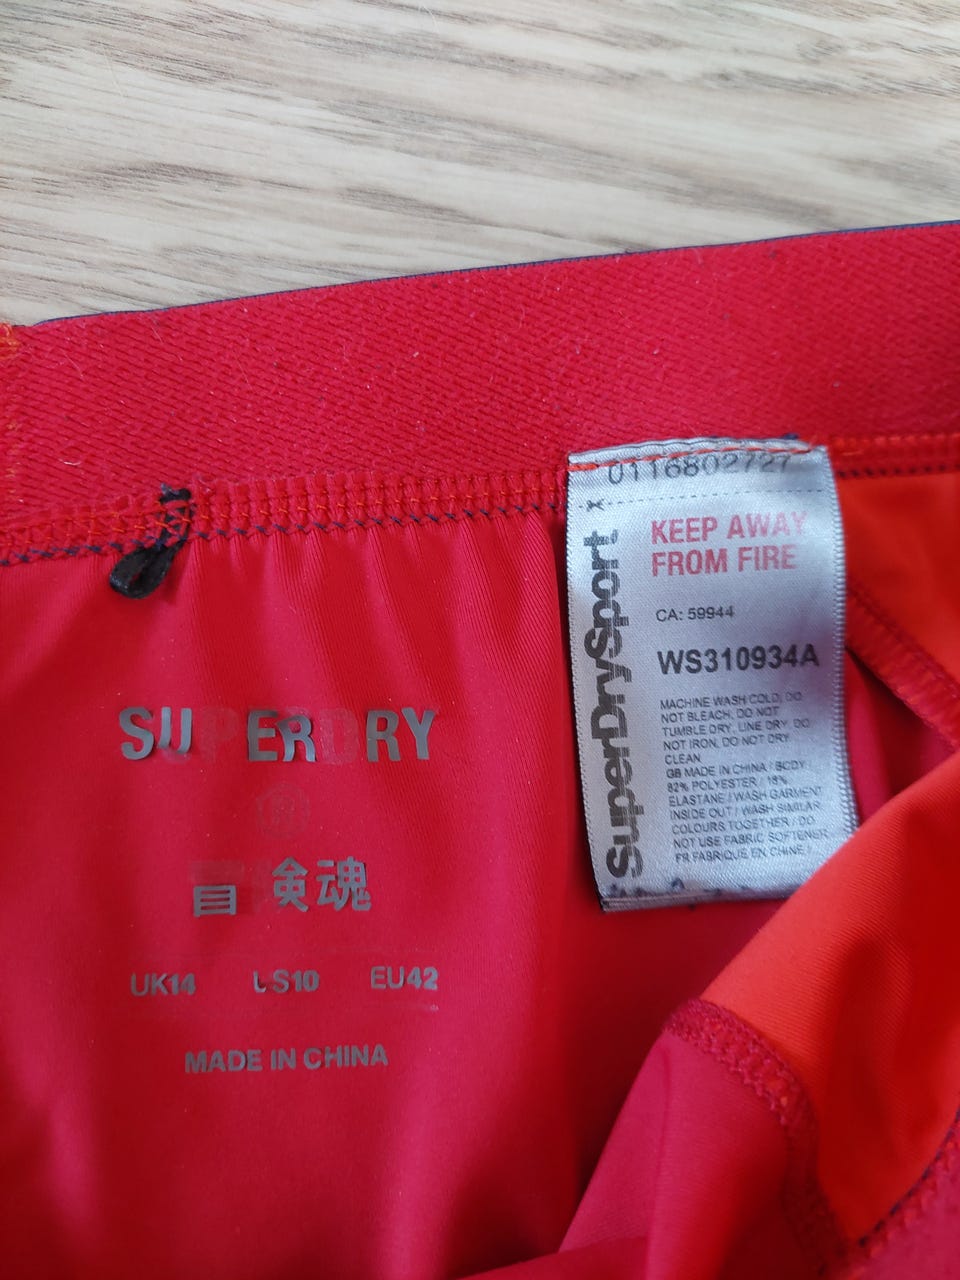 SUPERDRY
®
冒険魂
UK14 US10 EU42
MADE IN CHINA
0116802727
SuperDrySport
KEEP AWAY
FROM FIRE
CA: 59944
WS310934A
MACHINE WASH COLD, DO
NOT BLEACH, DO NOT
TUMBLE DRY, LINE DRY, DO
NOT IRON, DO NOT DRY
CLEAN
GB MADE IN CHINA / BODY:
82% POLYESTER / 18%
ELASTANE / WASH GARMENT
INSIDE OUT / WASH SIMILAR
COLOURS TOGETHER / DO
NOT USE FABRIC SOFTENER
FR FABRIQUE EN CHINE /